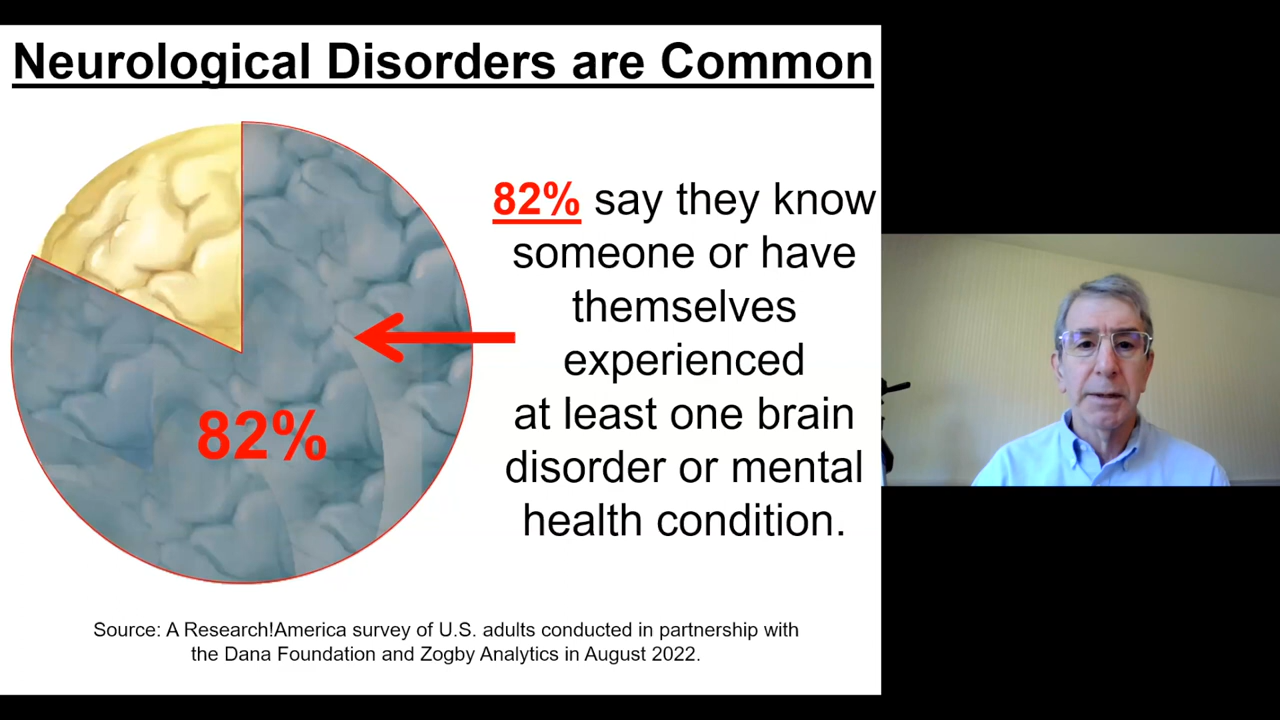 Neurological Disorders are Common
82% say they know
someone or have
themselves
experienced
at least one brain
disorder or mental
health condition.
82%
Source: A Research!America survey of U.S. adults conducted in partnership with
the Dana Foundation and Zogby Analytics in August 2022.